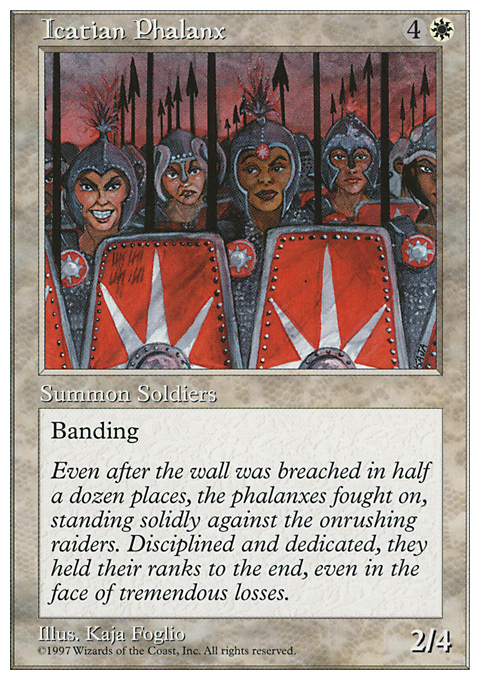 Icatian Phalanx 4
Summon Soldiers
Banding
Even after the wall was breached in half
a dozen places, the phalanxes fought on,
standing solidly against the onrushing
raiders. Disciplined and dedicated, they
held their ranks to the end, even in the
face of tremendous losses.
Illus. Kaja Foglio
©1997 Wizards of the Coast, Inc. All rights reserved.
2/4